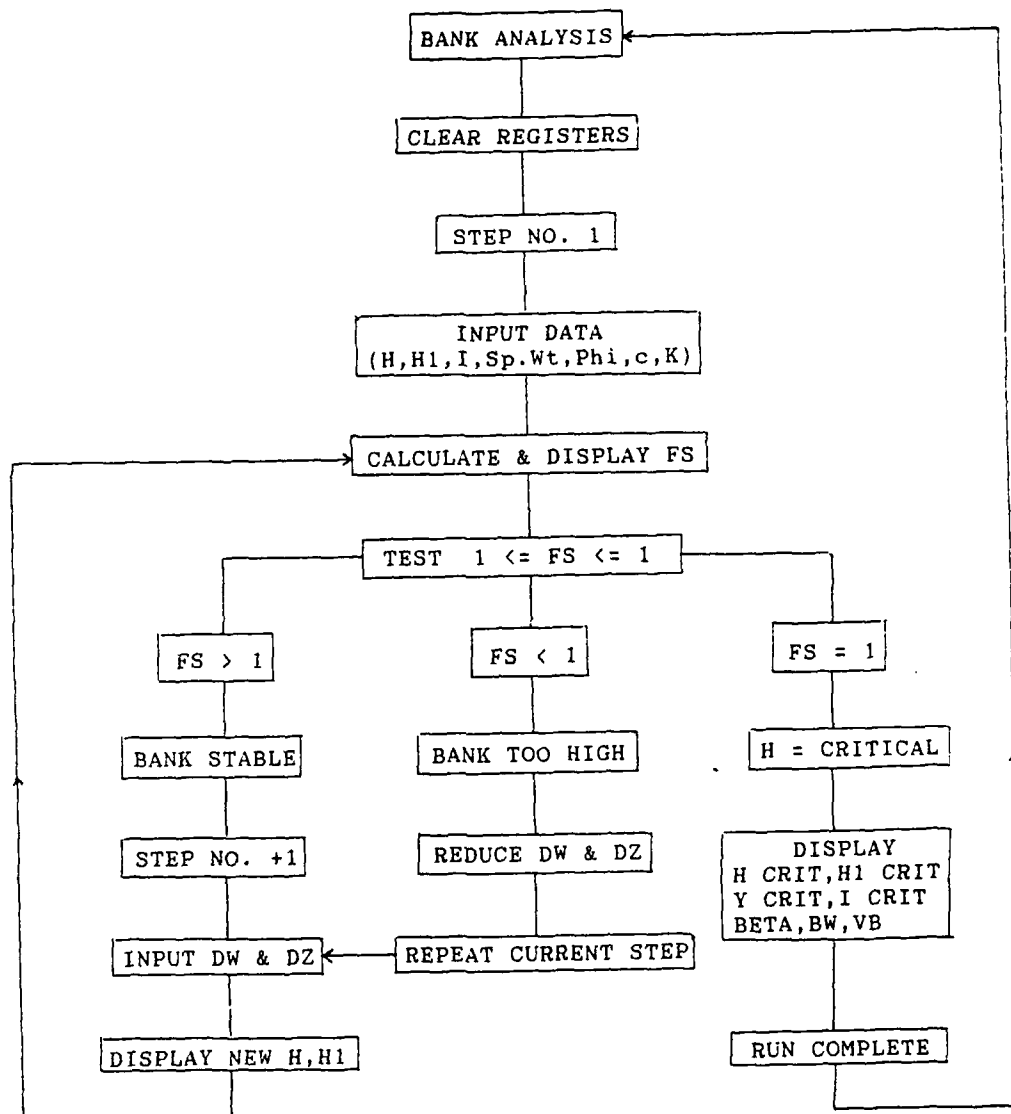 BANK ANALYSIS
CLEAR REGISTERS
STEP NO. 1
INPUT DATA
(H,H1,I,Sp.Wt,Phi,c,K)
CALCULATE & DISPLAY FS
TEST 1 <= FS <= 1
FS > 1
FS < 1
FS = 1
BANK STABLE
BANK TOO HIGH
H = CRITICAL
STEP NO. +1
REDUCE DW & DZ
DISPLAY
H CRIT,H1 CRIT
Y CRIT,I CRIT
BETA,BW,VB
INPUT DW & DZ
REPEAT CURRENT STEP
DISPLAY NEW H,H1
RUN COMPLETE